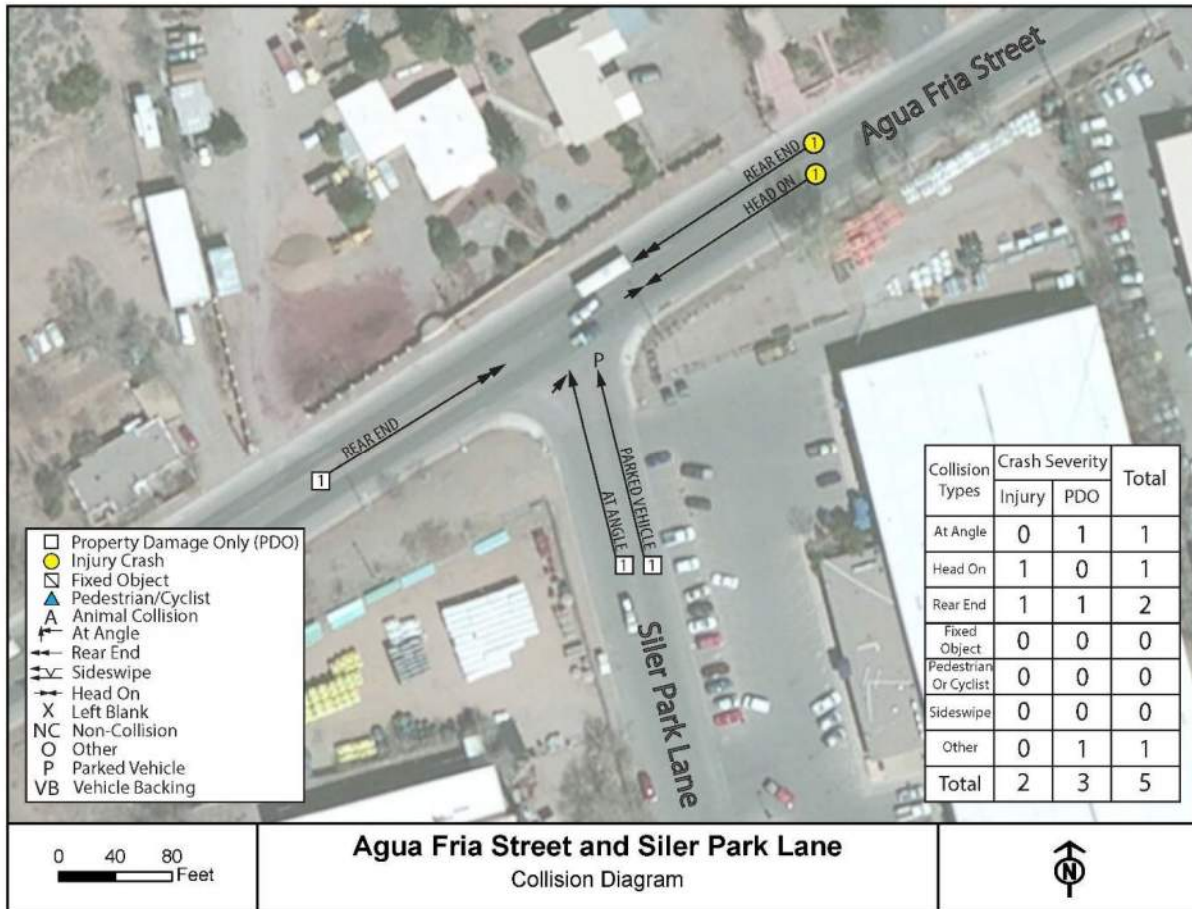 Agua Fria Street
REAR END 1
HEAD ON 1
REAR END
1
P
AT ANGLE 1
PARKED VEHICLE 1
Siler Park Lane
Property Damage Only (PDO)
Injury Crash
Fixed Object
Pedestrian/Cyclist
A Animal Collision
At Angle
Rear End
Sideswipe
Head On
X Left Blank
NC Non-Collision
O Other
P Parked Vehicle
VB Vehicle Backing
Collision Types Crash Severity Total
Injury PDO
At Angle 0 1 1
Head On 1 0 1
Rear End 1 1 2
Fixed Object 0 0 0
Pedestrian Or Cyclist 0 0 0
Sideswipe 0 0 0
Other 0 1 1
Total 2 3 5
0 40 80
Feet
Agua Fria Street and Siler Park Lane
Collision Diagram
N